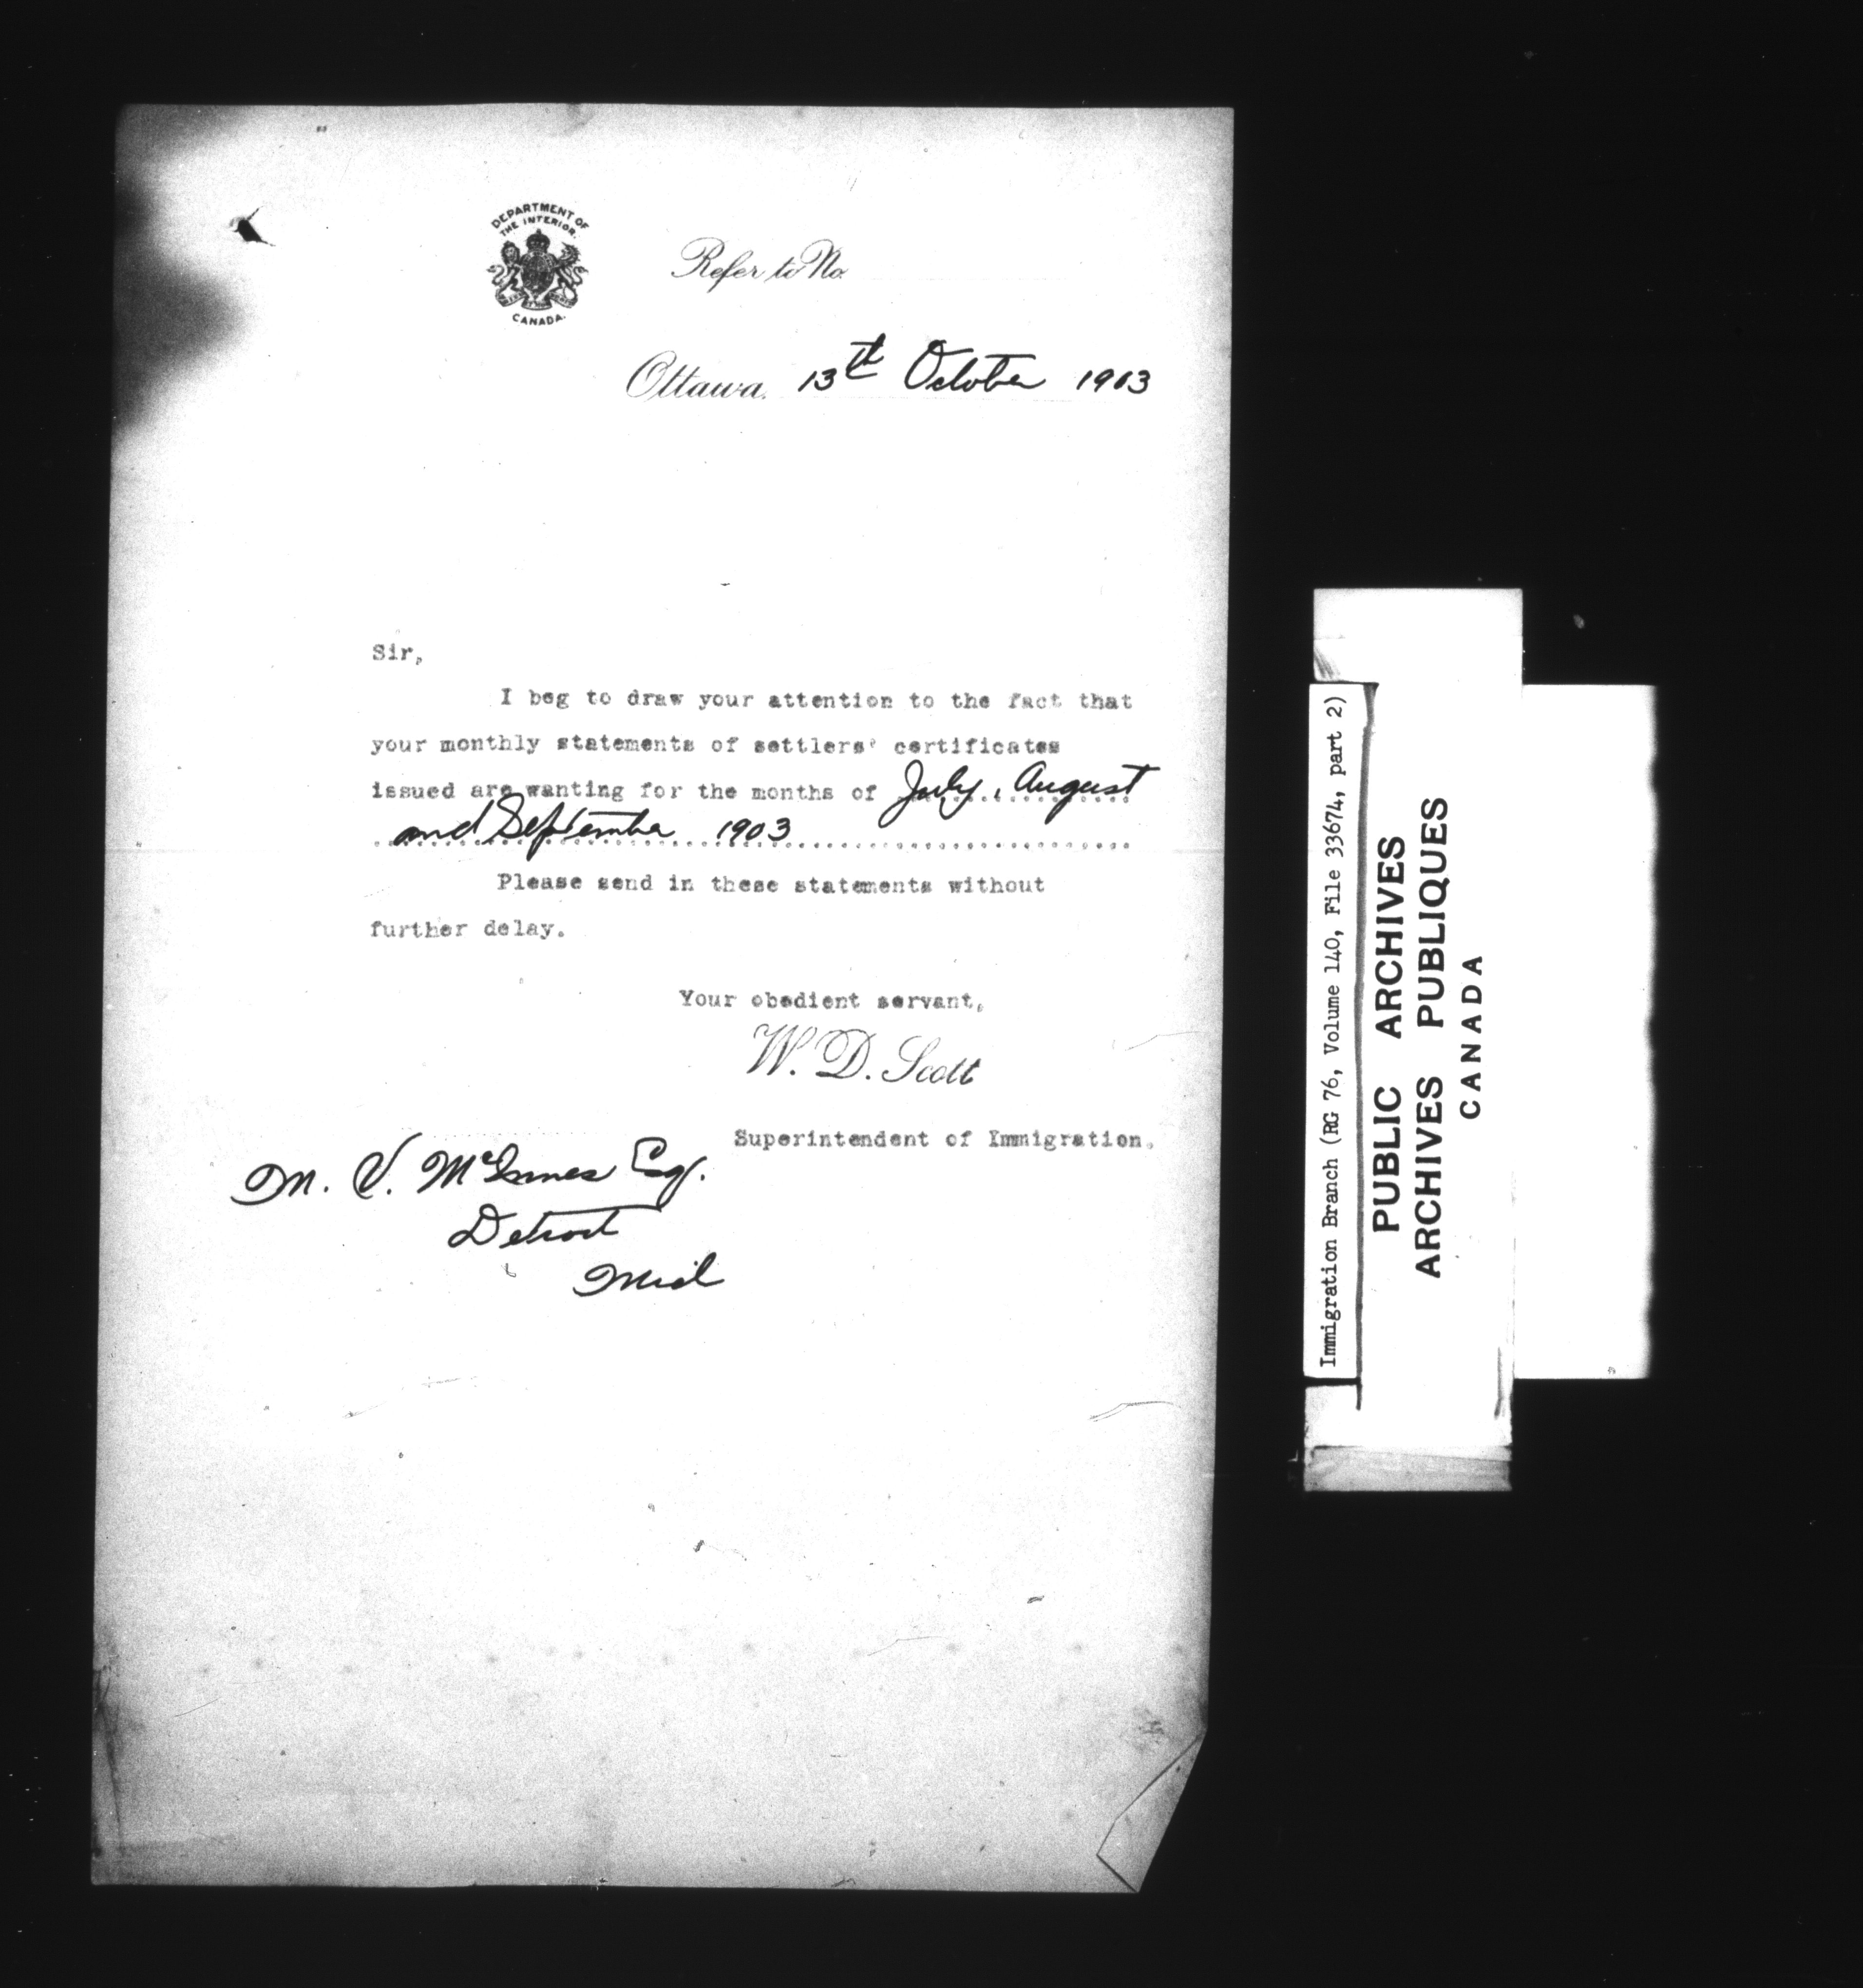 DEPARTMENT OF
THE INTERIOR.
CANADA.
Refer to No.
Ottawa, 13th October 1903
Sir,
I beg to draw your attention to the fact that
your monthly statements of settlers' certificates
issued are wanting for the months of July, August
and September 1903
Please send in these statements without
further delay.
Your obedient servant,
W. D. Scott
Superintendent of Immigration.
M. V. McInnes Esq.
Detroit
Mich
Immigration Branch (RG 76, Volume 140, File 33674, part 2)
PUBLIC ARCHIVES
ARCHIVES PUBLIQUES
CANADA